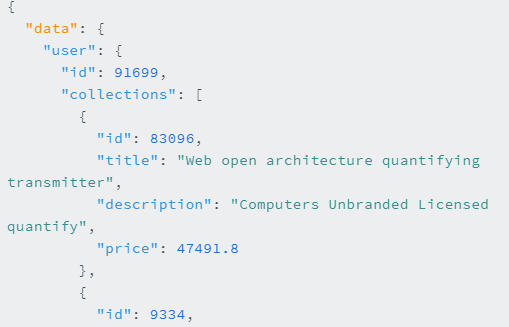 {
  "data": {
    "user": {
      "id": 91699,
      "collections": [
        {
          "id": 83096,
          "title": "Web open architecture quantifying
transmitter",
          "description": "Computers Unbranded Licensed
quantify",
          "price": 47491.8
        },
        {
          "id": 9334,